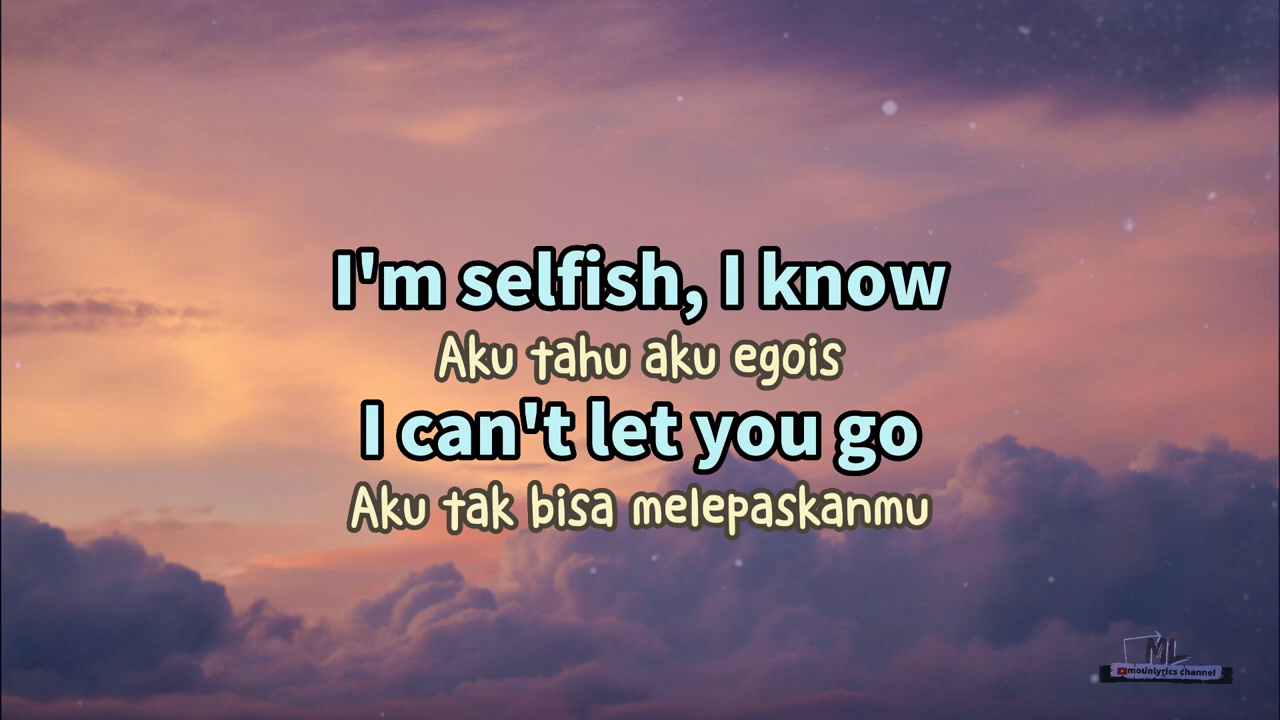 I'm selfish, I know
Aku tahu aku egois
I can't let you go
Aku tak bisa melepaskanmu
ML
mounlyrics channel